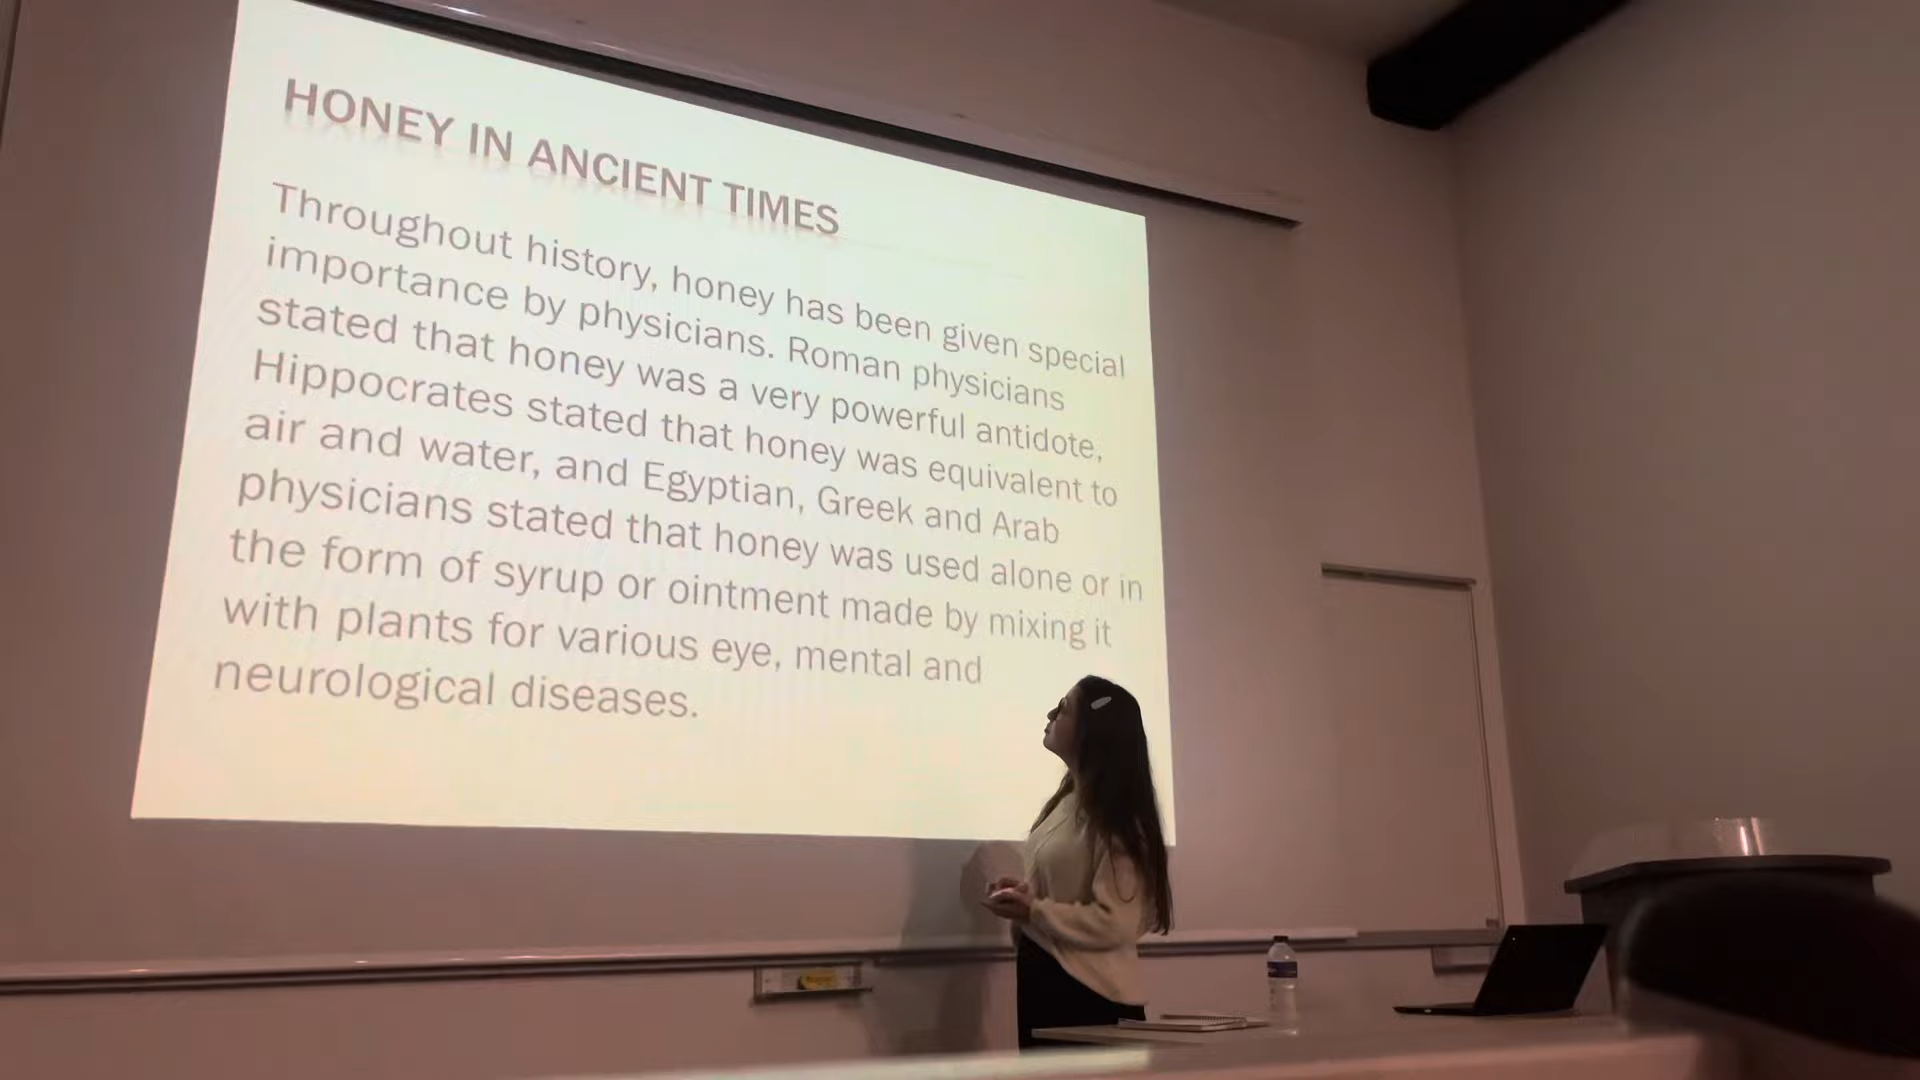 HONEY IN ANCIENT TIMES
Throughout history, honey has been given special
importance by physicians. Roman physicians
stated that honey was a very powerful antidote,
Hippocrates stated that honey was equivalent to
air and water, and Egyptian, Greek and Arab
physicians stated that honey was used alone or in
the form of syrup or ointment made by mixing it
with plants for various eye, mental and
neurological diseases.